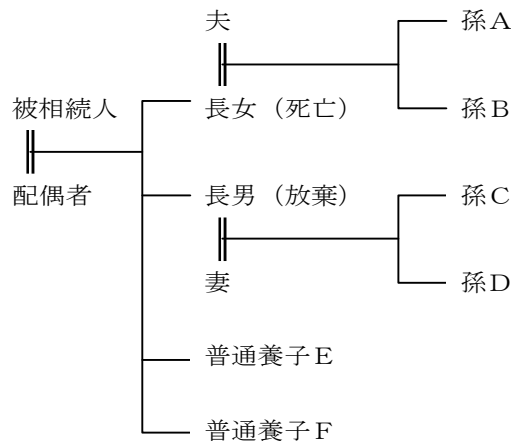 夫
孫A
被相続人
長女（死亡）
孫B
配偶者
長男（放棄）
孫C
妻
孫D
普通養子E
普通養子F